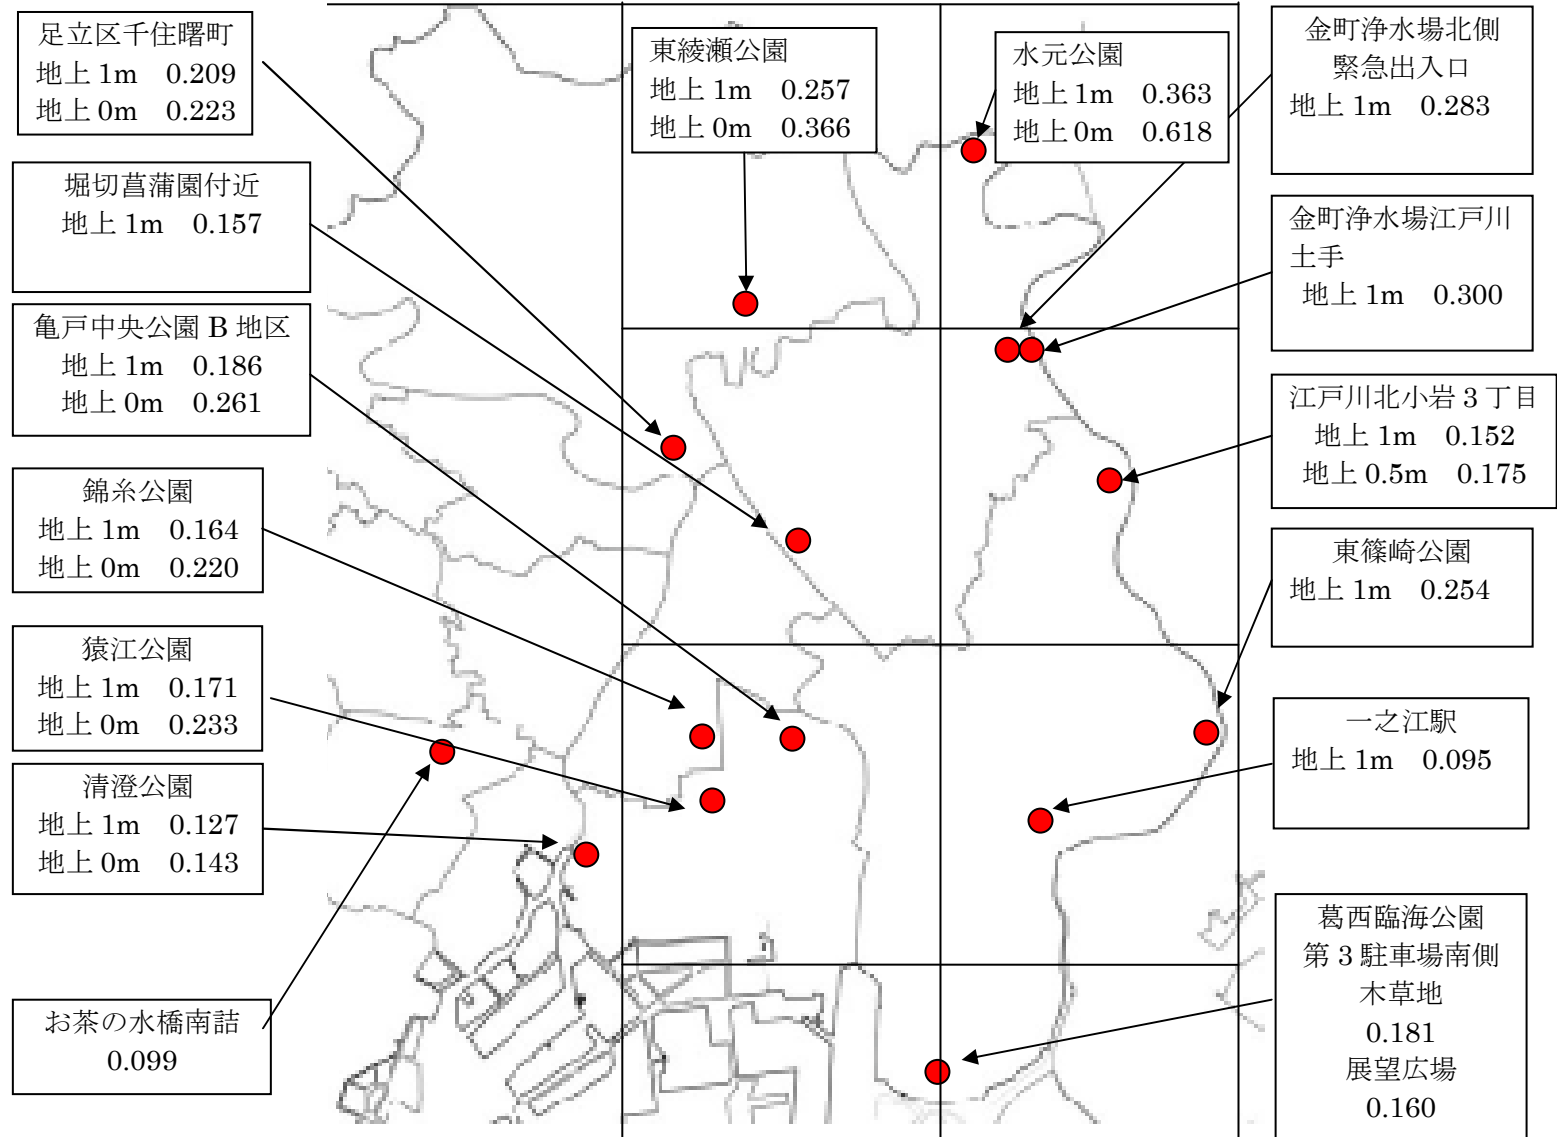 足立区千住曙町
地上 1m　0.209
地上 0m　0.223
堀切菖蒲園付近
地上 1m　0.157
亀戸中央公園 B 地区
地上 1m　0.186
地上 0m　0.261
錦糸公園
地上 1m　0.164
地上 0m　0.220
猿江公園
地上 1m　0.171
地上 0m　0.233
清澄公園
地上 1m　0.127
地上 0m　0.143
お茶の水橋南詰
0.099
東綾瀬公園
地上 1m　0.257
地上 0m　0.366
水元公園
地上 1m　0.363
地上 0m　0.618
金町浄水場北側
緊急出入口
地上 1m　0.283
金町浄水場江戸川
土手
地上 1m　0.300
江戸川北小岩 3 丁目
地上 1m　0.152
地上 0.5m　0.175
東篠崎公園
地上 1m　0.254
一之江駅
地上 1m　0.095
葛西臨海公園
第 3 駐車場南側
木草地
0.181
展望広場
0.160